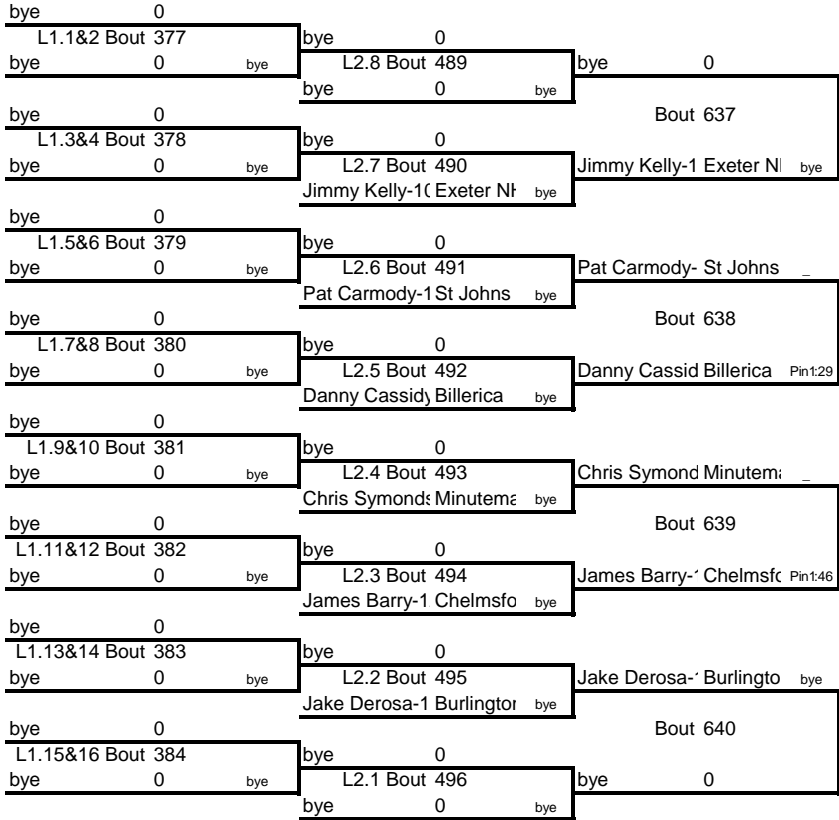 bye 0
L1.1&2 Bout 377 bye 0
bye 0 bye L2.8 Bout 489 bye 0
bye 0 bye
bye 0 Bout 637
L1.3&4 Bout 378 bye 0
bye 0 bye L2.7 Bout 490 Jimmy Kelly-1 Exeter N bye
Jimmy Kelly-10 Exeter NH bye
bye 0
L1.5&6 Bout 379 bye 0
bye 0 bye L2.6 Bout 491 Pat Carmody- St Johns _
Pat Carmody-1 St Johns bye
bye 0 Bout 638
L1.7&8 Bout 380 bye 0
bye 0 bye L2.5 Bout 492 Danny Cassid Billerica Pin1:29
Danny Cassidy Billerica bye
bye 0
L1.9&10 Bout 381 bye 0
bye 0 bye L2.4 Bout 493 Chris Symond Minutema _
Chris Symonds Minutema bye
bye 0 Bout 639
L1.11&12 Bout 382 bye 0
bye 0 bye L2.3 Bout 494 James Barry-1 Chelmsfo Pin1:46
James Barry-1 Chelmsfo bye
bye 0
L1.13&14 Bout 383 bye 0
bye 0 bye L2.2 Bout 495 Jake Derosa-1 Burlingto bye
Jake Derosa-1 Burlington bye
bye 0 Bout 640
L1.15&16 Bout 384 bye 0
bye 0 bye L2.1 Bout 496 bye 0
bye 0 bye